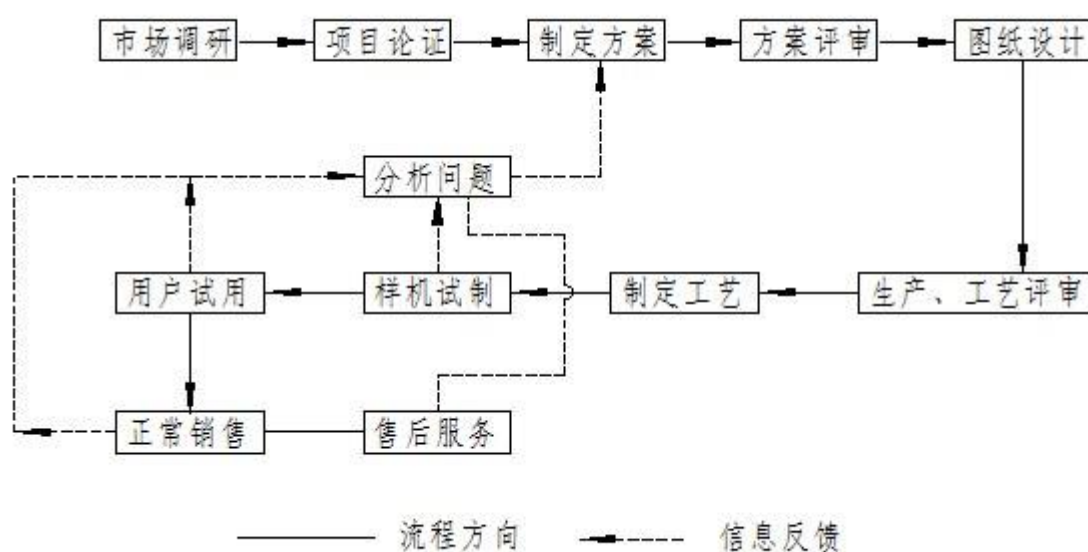 市场调研 项目论证 制定方案 方案评审 图纸设计
分析问题
用户试用 样机试制 制定工艺 生产、工艺评审
正常销售 售后服务
流程方向 信息反馈